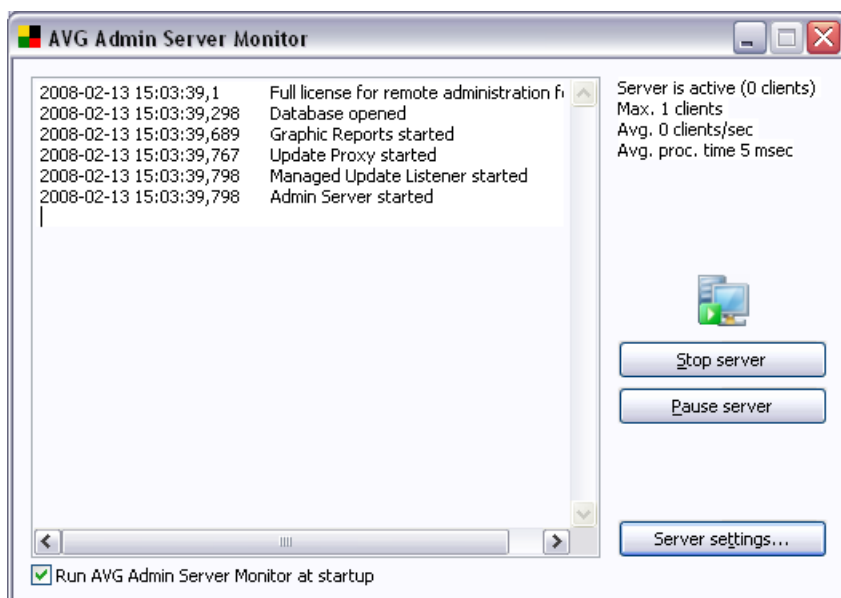 AVG Admin Server Monitor
2008-02-13 15:03:39,1 Full license for remote administration
2008-02-13 15:03:39,298 Database opened
2008-02-13 15:03:39,689 Graphic Reports started
2008-02-13 15:03:39,767 Update Proxy started
2008-02-13 15:03:39,798 Managed Update Listener started
2008-02-13 15:03:39,798 Admin Server started
Server is active (0 clients)
Max. 1 clients
Avg. 0 clients/sec
Avg. proc. time 5 msec
Stop server
Pause server
Server settings...
Run AVG Admin Server Monitor at startup